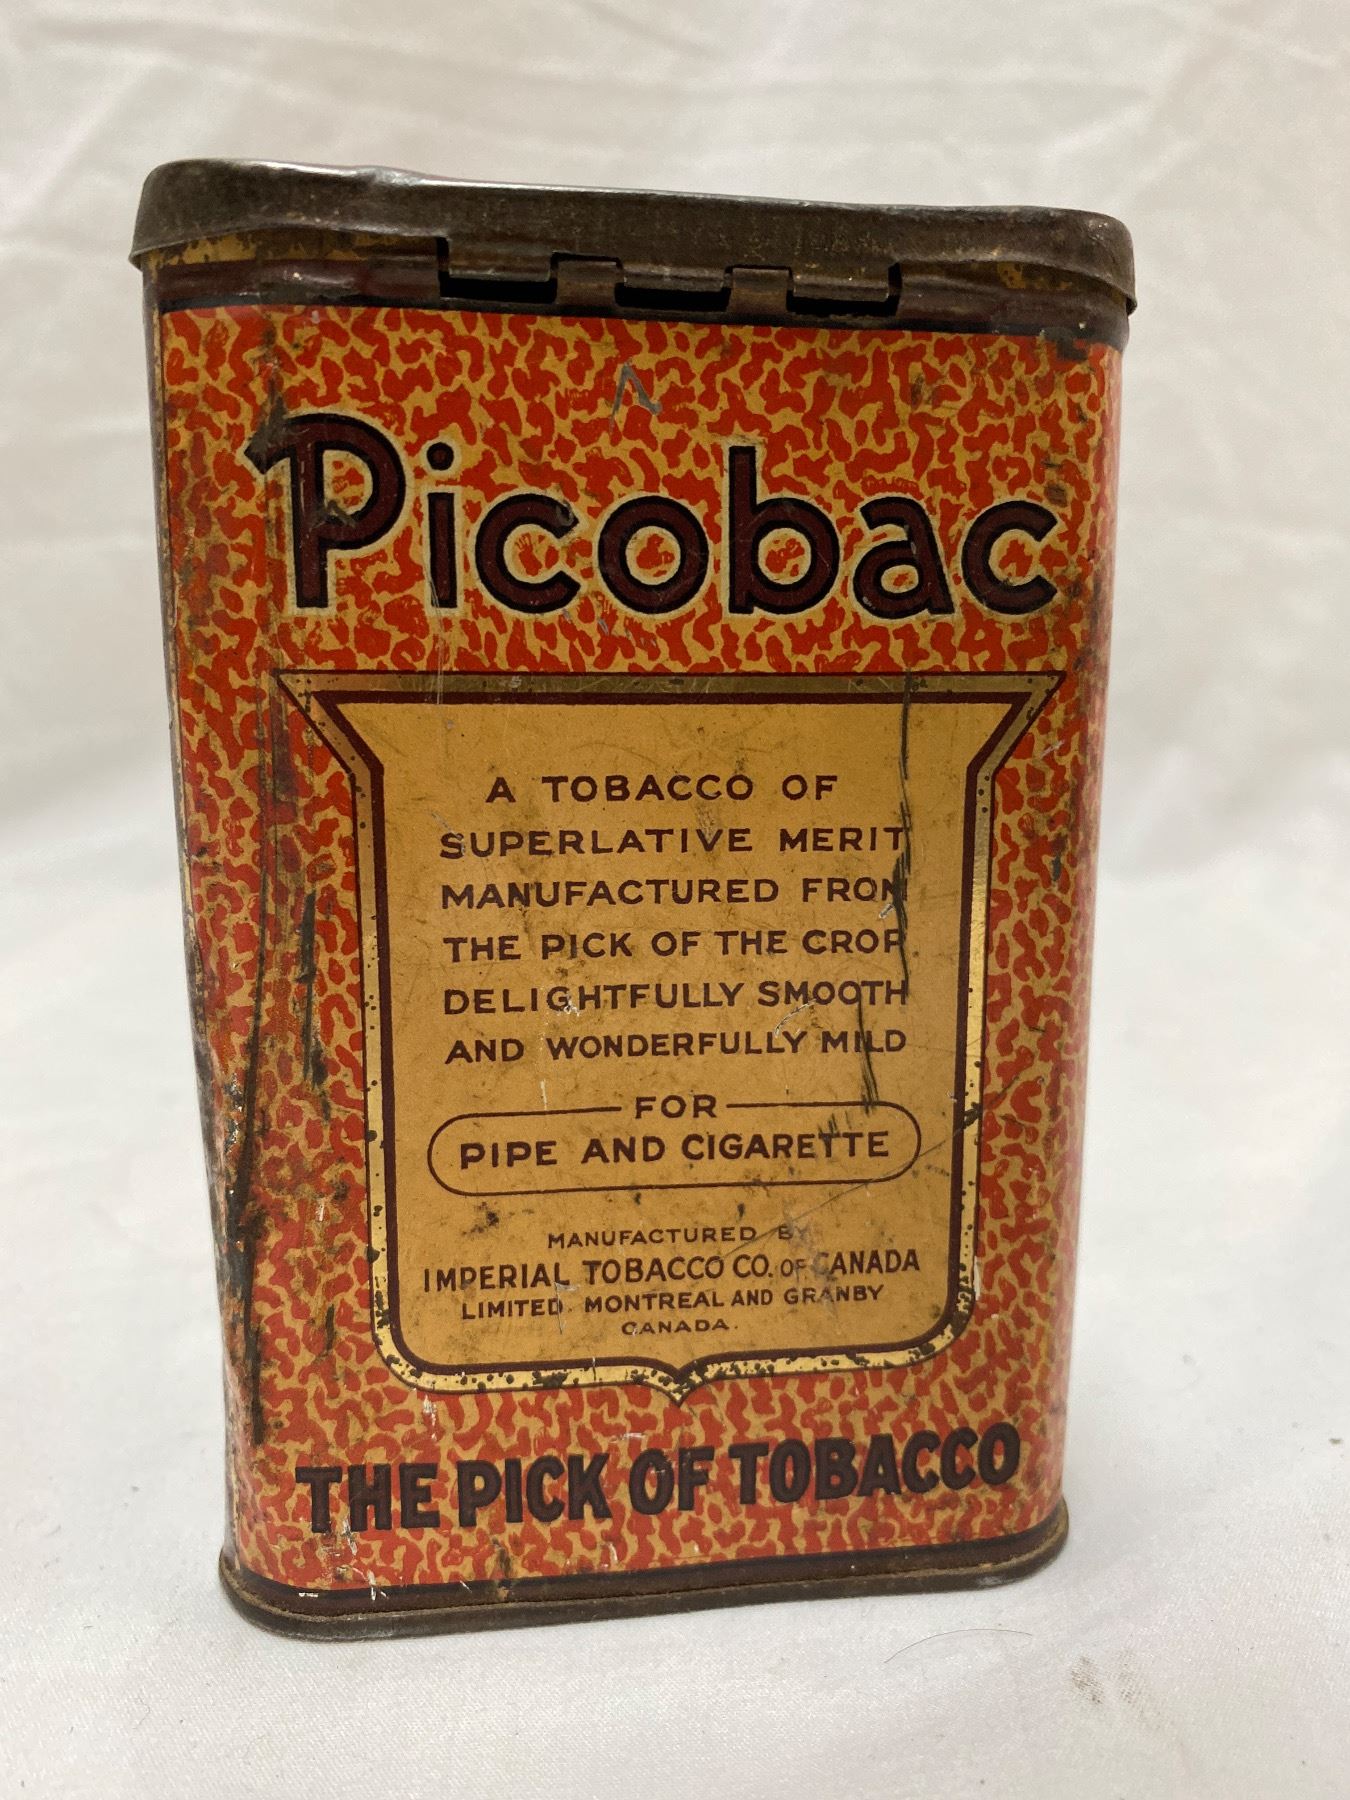 Picobac
A TOBACCO OF
SUPERLATIVE MERIT
MANUFACTURED FROM
THE PICK OF THE CROP
DELIGHTFULLY SMOOTH
AND WONDERFULLY MILD
FOR
PIPE AND CIGARETTE
MANUFACTURED BY
IMPERIAL TOBACCO CO. OF CANADA
LIMITED. MONTREAL AND GRANBY
CANADA.
THE PICK OF TOBACCO